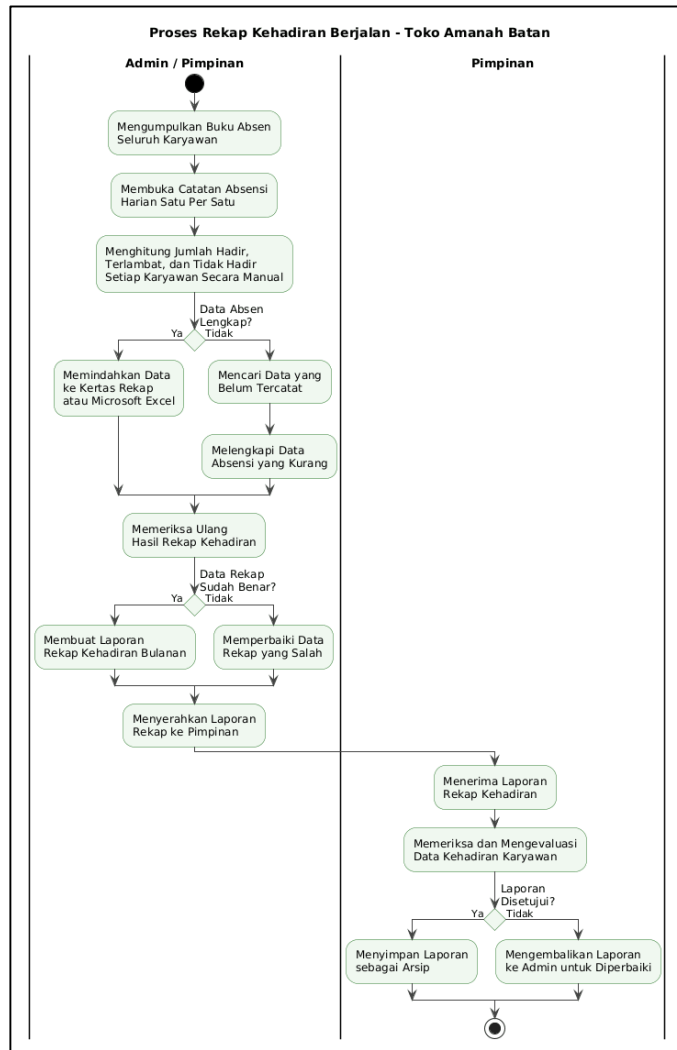 Proses Rekap Kehadiran Berjalan - Toko Amanah Batan
Admin / Pimpinan
Pimpinan
Mengumpulkan Buku Absen
Seluruh Karyawan
Membuka Catatan Absensi
Harian Satu Per Satu
Menghitung Jumlah Hadir,
Terlambat, dan Tidak Hadir
Setiap Karyawan Secara Manual
Data Absen
Lengkap?
Ya
Tidak
Memindahkan Data
ke Kertas Rekap
atau Microsoft Excel
Mencari Data yang
Belum Tercatat
Melengkapi Data
Absensi yang Kurang
Memeriksa Ulang
Hasil Rekap Kehadiran
Data Rekap
Sudah Benar?
Ya
Tidak
Membuat Laporan
Rekap Kehadiran Bulanan
Memperbaiki Data
Rekap yang Salah
Menyerahkan Laporan
Rekap ke Pimpinan
Menerima Laporan
Rekap Kehadiran
Memeriksa dan Mengevaluasi
Data Kehadiran Karyawan
Laporan
Disetujui?
Ya
Tidak
Menyimpan Laporan
sebagai Arsip
Mengembalikan Laporan
ke Admin untuk Diperbaiki